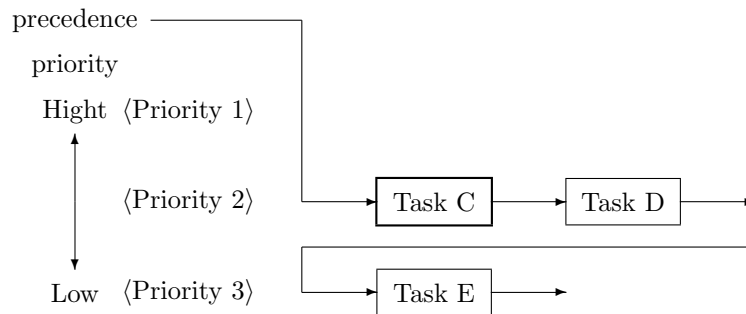 precedence
priority
Hight ⟨Priority 1⟩
⟨Priority 2⟩ Task C Task D
Low ⟨Priority 3⟩ Task E